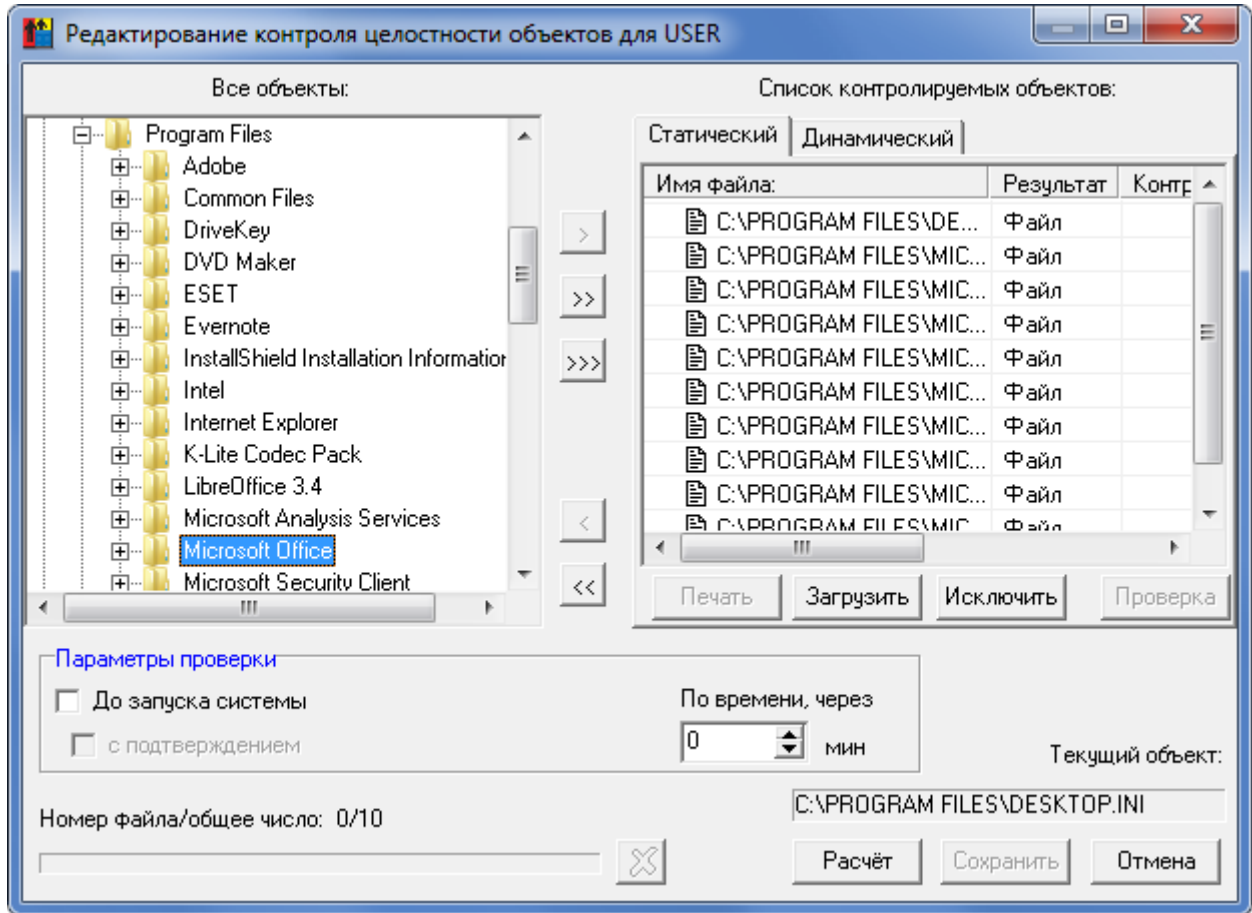 Редактирование контроля целостности объектов для USER
Все объекты:
Список контролируемых объектов:
Program Files
Adobe
Common Files
DriveKey
DVD Maker
ESET
Evernote
InstallShield Installation Information
Intel
Internet Explorer
K-Lite Codec Pack
LibreOffice 3.4
Microsoft Analysis Services
Microsoft Office
Microsoft Security Client
>
>>
>>>
<
<<
Статический Динамический
Имя файла: Результат Контр
C:\PROGRAM FILES\DE... Файл
C:\PROGRAM FILES\MIC... Файл
C:\PROGRAM FILES\MIC... Файл
C:\PROGRAM FILES\MIC... Файл
C:\PROGRAM FILES\MIC... Файл
C:\PROGRAM FILES\MIC... Файл
C:\PROGRAM FILES\MIC... Файл
C:\PROGRAM FILES\MIC... Файл
C:\PROGRAM FILES\MIC... Файл
C:\PROGRAM FILES\MIC... Файл
Печать Загрузить Исключить Проверка
Параметры проверки
До запуска системы
с подтверждением
По времени, через
0 мин
Текущий объект:
C:\PROGRAM FILES\DESKTOP.INI
Номер файла/общее число: 0/10
Расчёт Сохранить Отмена